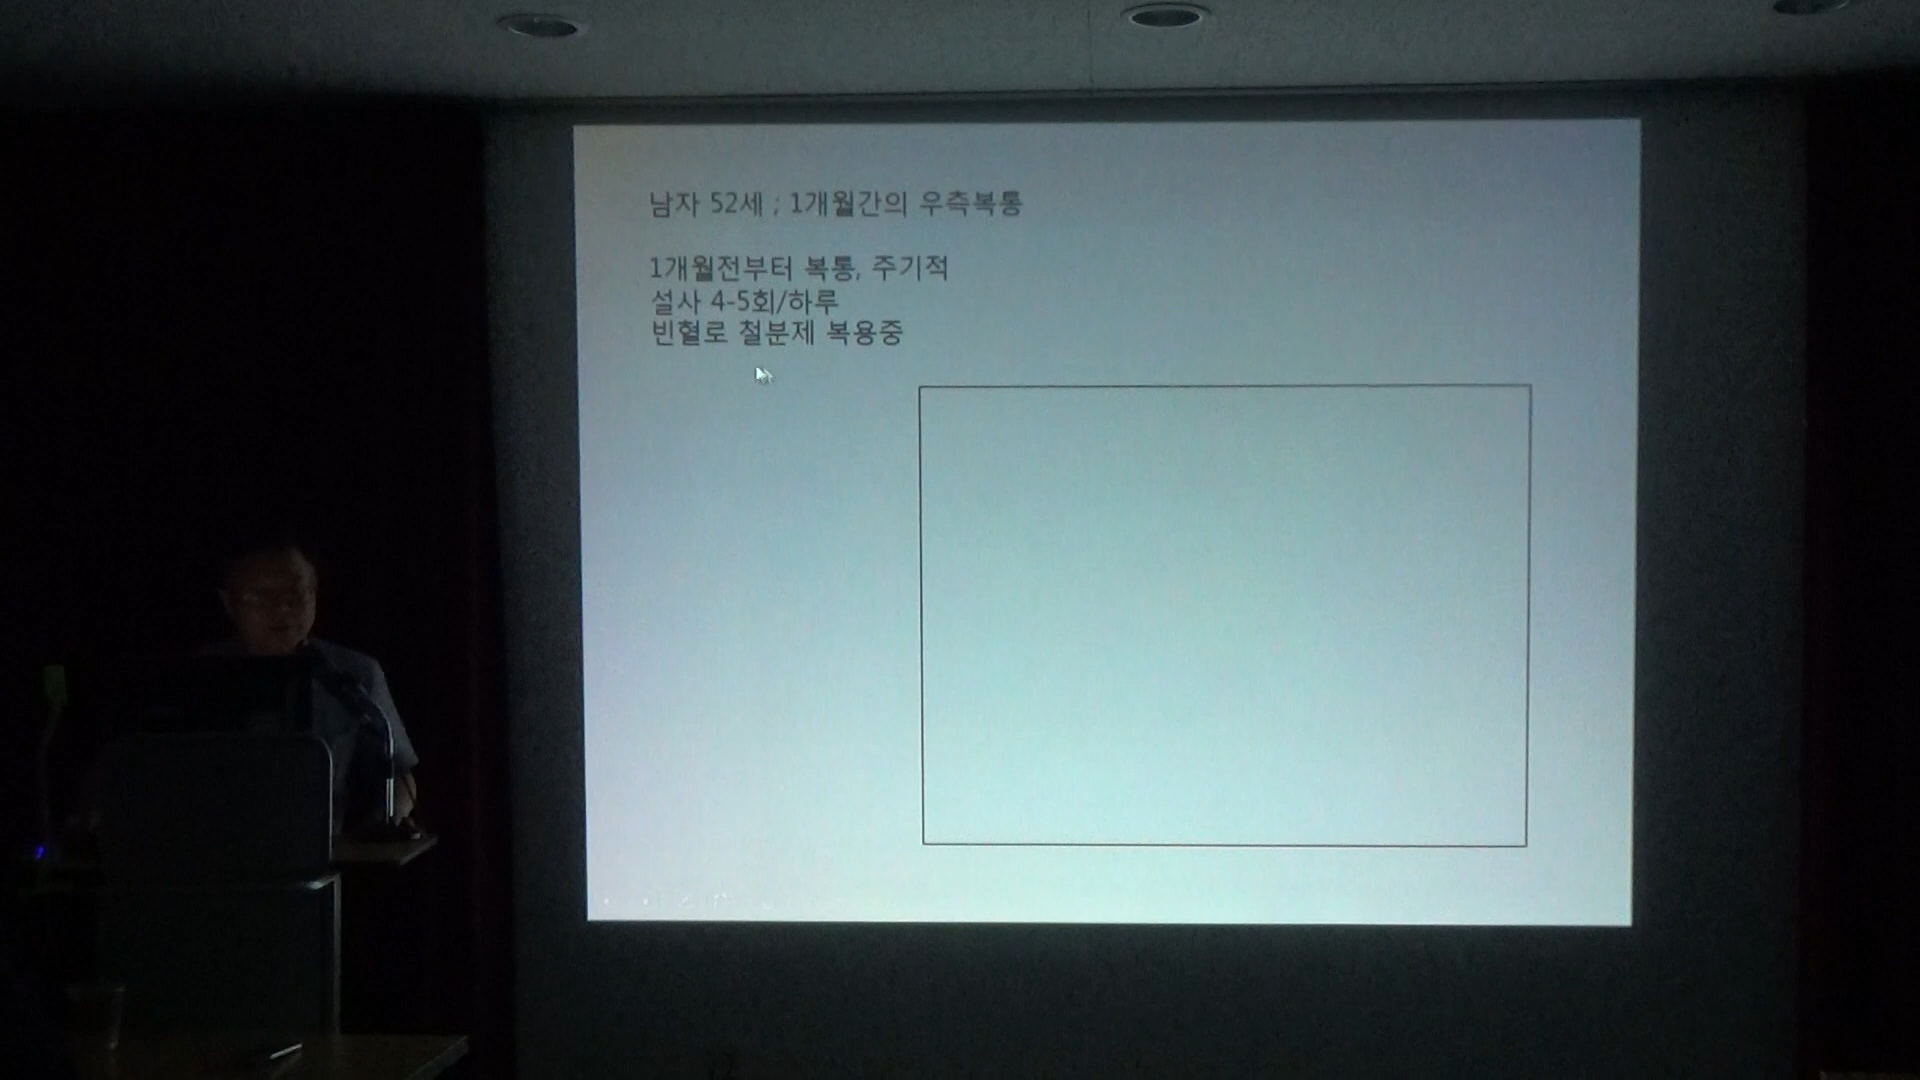 남자 52세 ; 1개월간의 우측복통
1개월전부터 복통, 주기적
설사 4-5회/하루
빈혈로 철분제 복용중